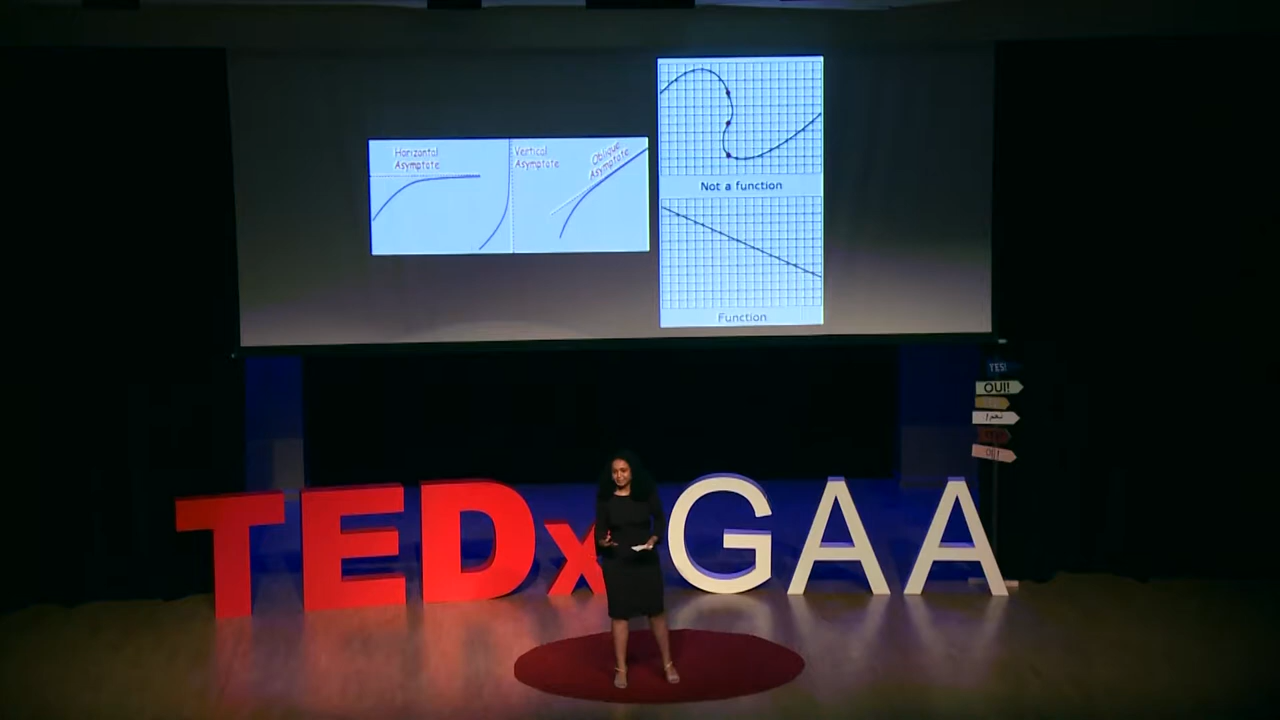 Horizontal
Asymptote
Vertical
Asymptote
Oblique
Asymptote
Not a function
Function
YES!
OUI!
نعم!
TEDxGAA